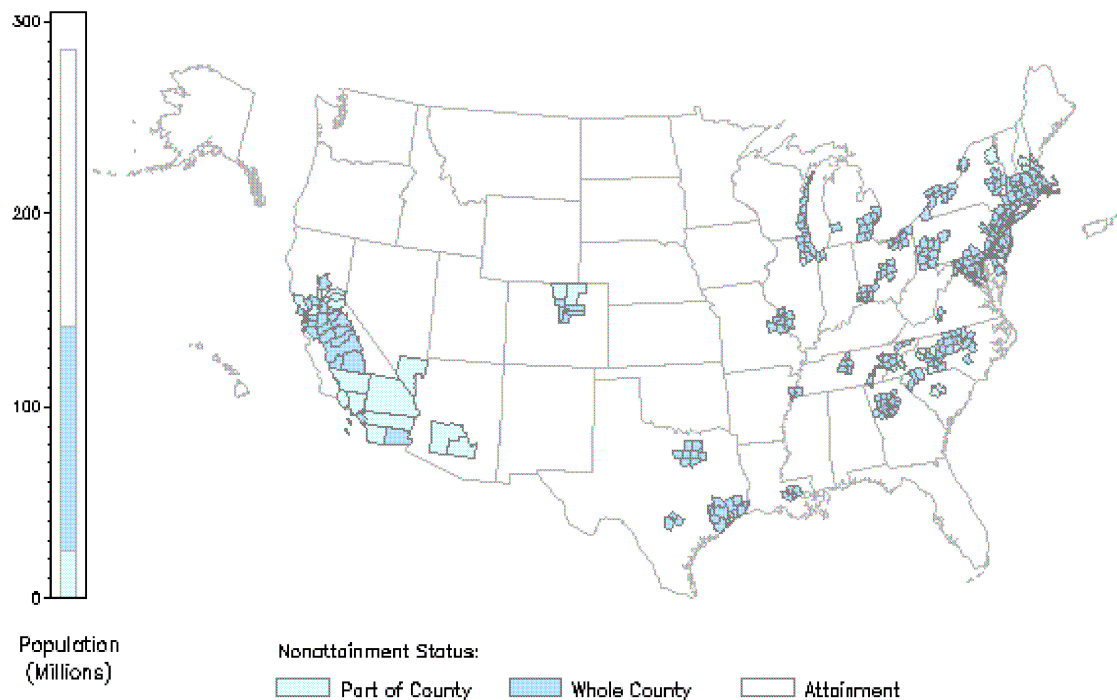 300
200
100
0
Population
(Millions)
Nonattainment Status:
Part of County
Whole County
Attainment